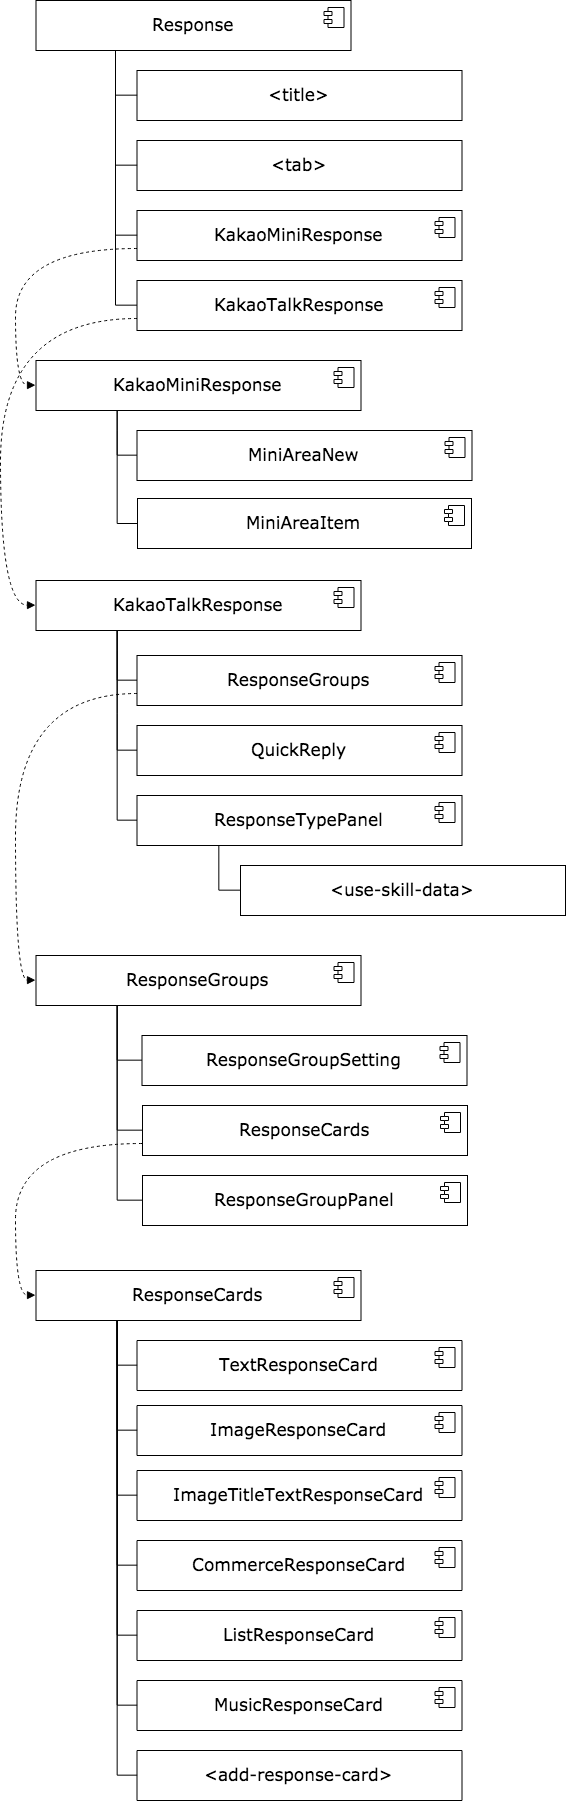 Response
<title>
<tab>
KakaoMiniResponse
KakaoTalkResponse
KakaoMiniResponse
MiniAreaNew
MiniAreaItem
KakaoTalkResponse
ResponseGroups
QuickReply
ResponseTypePanel
<use-skill-data>
ResponseGroups
ResponseGroupSetting
ResponseCards
ResponseGroupPanel
ResponseCards
TextResponseCard
ImageResponseCard
ImageTitleTextResponseCard
CommerceResponseCard
ListResponseCard
MusicResponseCard
<add-response-card>